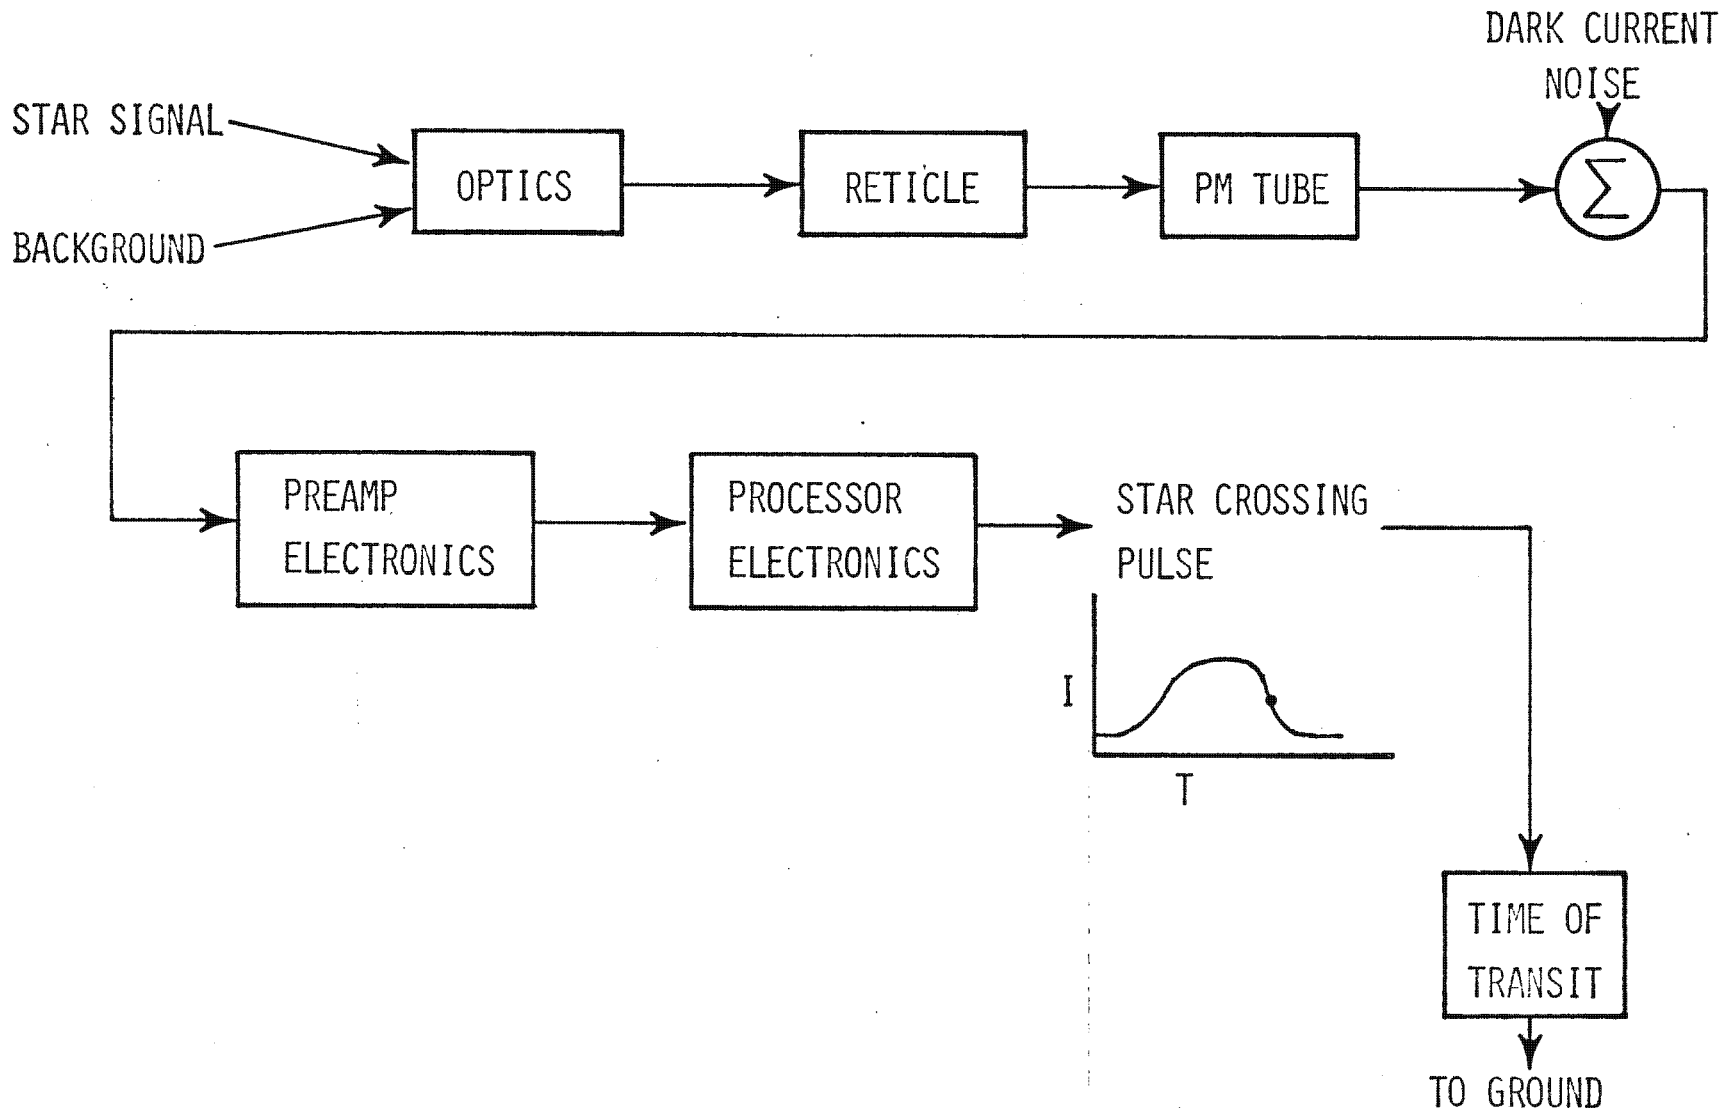 DARK CURRENT
NOISE
STAR SIGNAL
BACKGROUND
OPTICS
RETICLE
PM TUBE
Σ
PREAMP
ELECTRONICS
PROCESSOR
ELECTRONICS
STAR CROSSING
PULSE
I
T
TIME OF
TRANSIT
TO GROUND